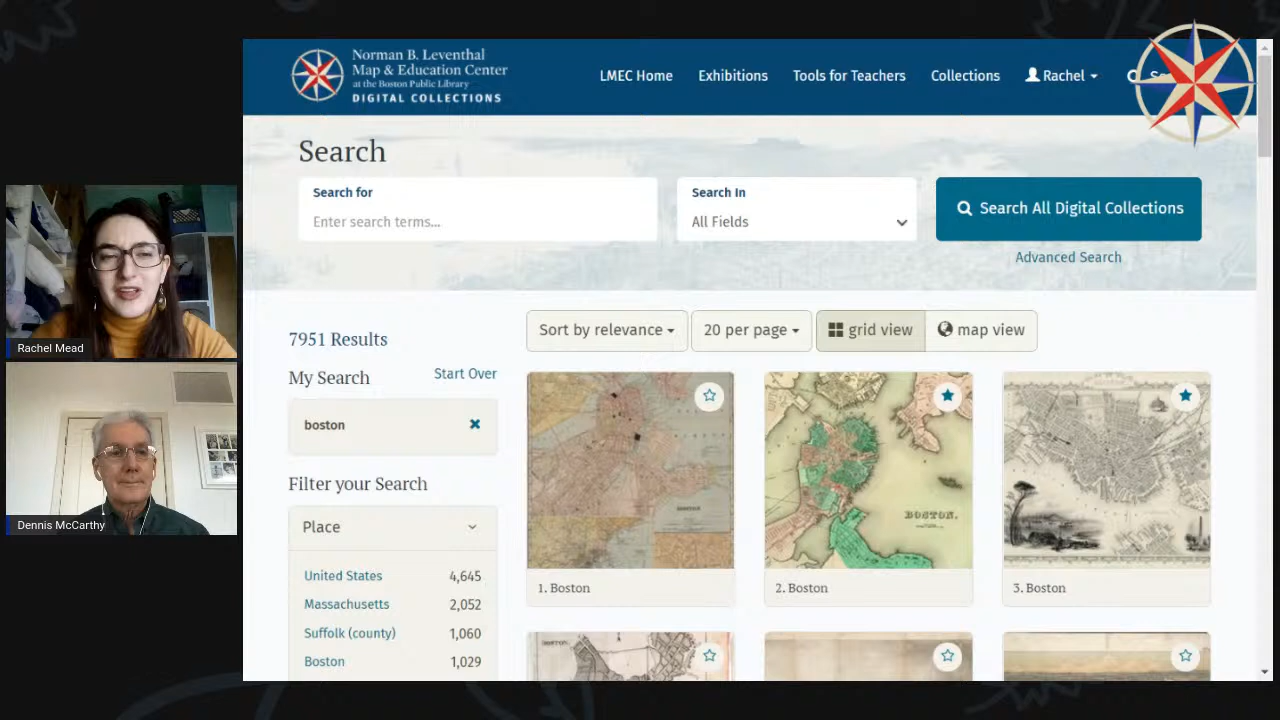 Norman B. Leventhal
Map & Education Center
at the Boston Public Library
DIGITAL COLLECTIONS
LMEC Home
Exhibitions
Tools for Teachers
Collections
Rachel
Search
Search for
Enter search terms...
Search In
All Fields
Search All Digital Collections
Advanced Search
7951 Results
Sort by relevance
20 per page
grid view
map view
My Search
Start Over
boston
Filter your Search
Place
United States 4,645
Massachusetts 2,052
Suffolk (county) 1,060
Boston 1,029
BOSTON.
1. Boston
2. Boston
3. Boston
Rachel Mead
Dennis McCarthy